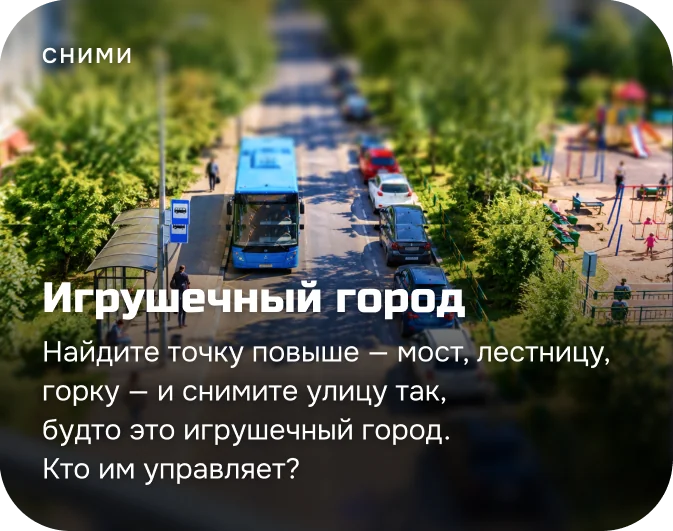 СНИМИ
Игрушечный город
Найдите точку повыше — мост, лестницу,
горку — и снимите улицу так,
будто это игрушечный город.
Кто им управляет?